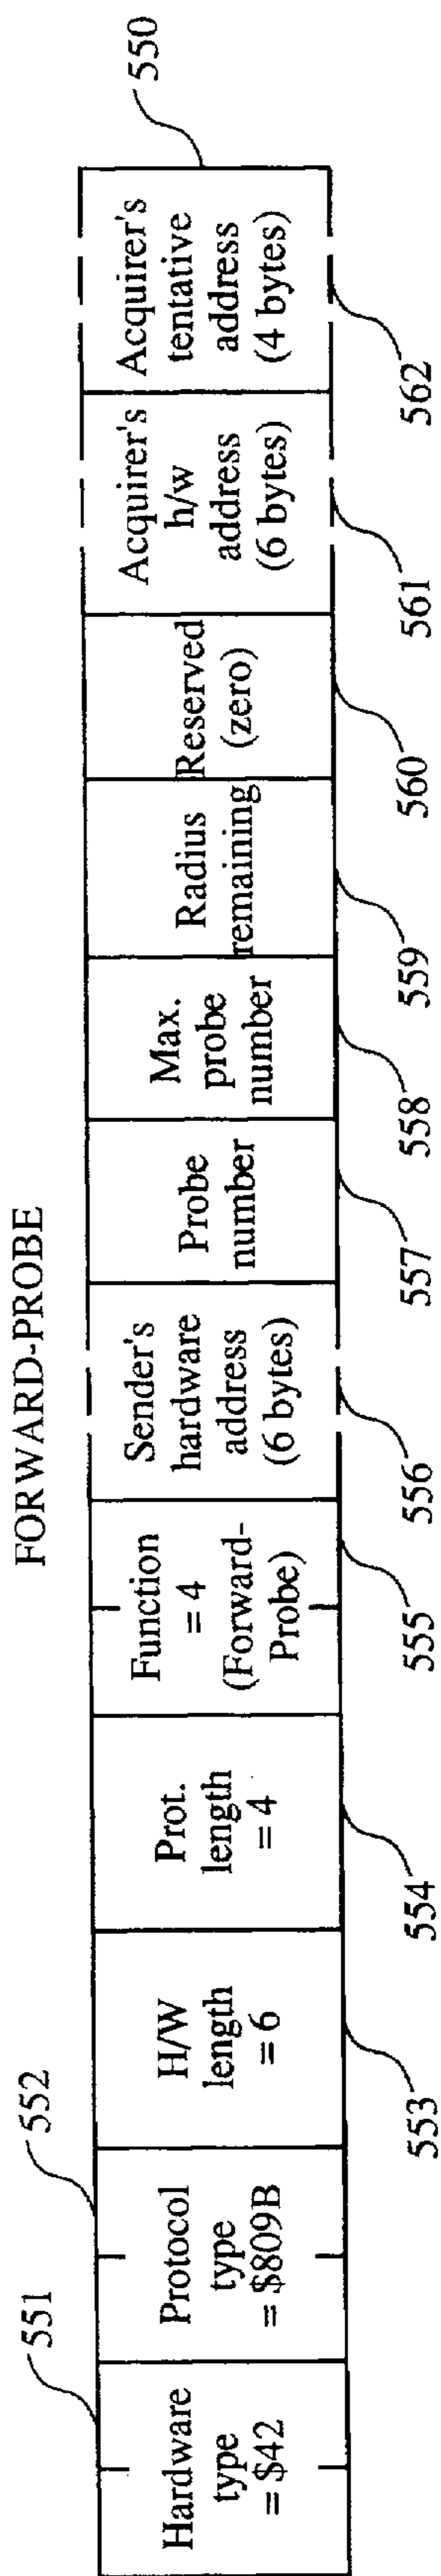 FORWARD-PROBE
551
552
550
Hardware
type
= $42
Protocol
type
= $809B
H/W
length
= 6
Prot.
length
= 4
Function
= 4
(Forward-
Probe)
Sender's
hardware
address
(6 bytes)
Probe
number
Max.
probe
number
Radius
remaining
Reserved
(zero)
Acquirer's
h/w
address
(6 bytes)
Acquirer's
tentative
address
(4 bytes)
553
554
555
556
557
558
559
560
561
562